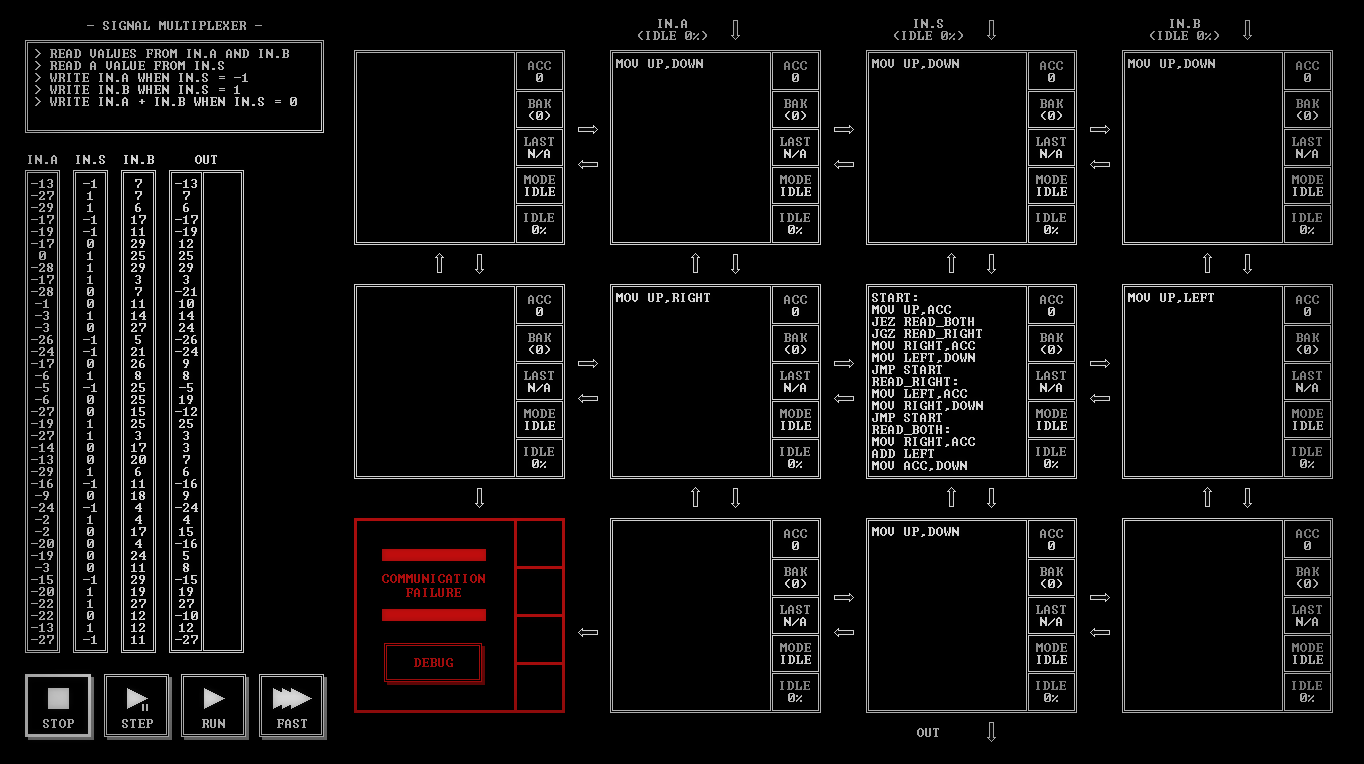 - SIGNAL MULTIPLEXER -
> READ VALUES FROM IN.A AND IN.B
> READ A VALUE FROM IN.S
> WRITE IN.A WHEN IN.S = -1
> WRITE IN.B WHEN IN.S = 1
> WRITE IN.A + IN.B WHEN IN.S = 0
IN.A IN.S IN.B OUT
-13 -1 7 -13
-27 1 7 7
-29 1 6 6
-17 -1 17 -17
-19 -1 11 -19
-17 0 29 12
0 1 25 25
-28 1 29 29
-17 1 3 3
-28 0 7 -21
-1 0 11 10
-3 1 14 14
-3 0 27 24
-26 -1 5 -26
-24 -1 21 -24
-17 0 26 9
-6 1 8 8
-5 -1 25 -5
-6 0 25 19
-27 0 15 -12
-19 1 25 25
-27 1 3 3
-14 0 17 3
-13 0 20 7
-29 1 6 6
-16 -1 11 -16
-9 0 18 9
-24 -1 4 -24
-2 1 4 4
-2 0 17 15
-20 0 4 -16
-19 0 24 5
-3 0 11 8
-15 -1 29 -15
-20 1 19 19
-22 1 27 27
-22 0 12 -10
-13 1 12 12
-27 -1 11 -27
STOP
STEP
RUN
FAST
IN.A
(IDLE 0%)
IN.S
(IDLE 0%)
IN.B
(IDLE 0%)
ACC
0
BAK
(0)
LAST
N/A
MODE
IDLE
IDLE
0%
MOV UP,DOWN
ACC
0
BAK
(0)
LAST
N/A
MODE
IDLE
IDLE
0%
MOV UP,DOWN
ACC
0
BAK
(0)
LAST
N/A
MODE
IDLE
IDLE
0%
MOV UP,DOWN
ACC
0
BAK
(0)
LAST
N/A
MODE
IDLE
IDLE
0%
ACC
0
BAK
(0)
LAST
N/A
MODE
IDLE
IDLE
0%
MOV UP,RIGHT
ACC
0
BAK
(0)
LAST
N/A
MODE
IDLE
IDLE
0%
START:
MOV UP,ACC
JEZ READ_BOTH
JGZ READ_RIGHT
MOV RIGHT,ACC
MOV LEFT,DOWN
JMP START
READ_RIGHT:
MOV LEFT,ACC
MOV RIGHT,DOWN
JMP START
READ_BOTH:
MOV RIGHT,ACC
ADD LEFT
MOV ACC,DOWN
ACC
0
BAK
(0)
LAST
N/A
MODE
IDLE
IDLE
0%
MOV UP,LEFT
ACC
0
BAK
(0)
LAST
N/A
MODE
IDLE
IDLE
0%
COMMUNICATION
FAILURE
DEBUG
ACC
0
BAK
(0)
LAST
N/A
MODE
IDLE
IDLE
0%
MOV UP,DOWN
ACC
0
BAK
(0)
LAST
N/A
MODE
IDLE
IDLE
0%
ACC
0
BAK
(0)
LAST
N/A
MODE
IDLE
IDLE
0%
OUT